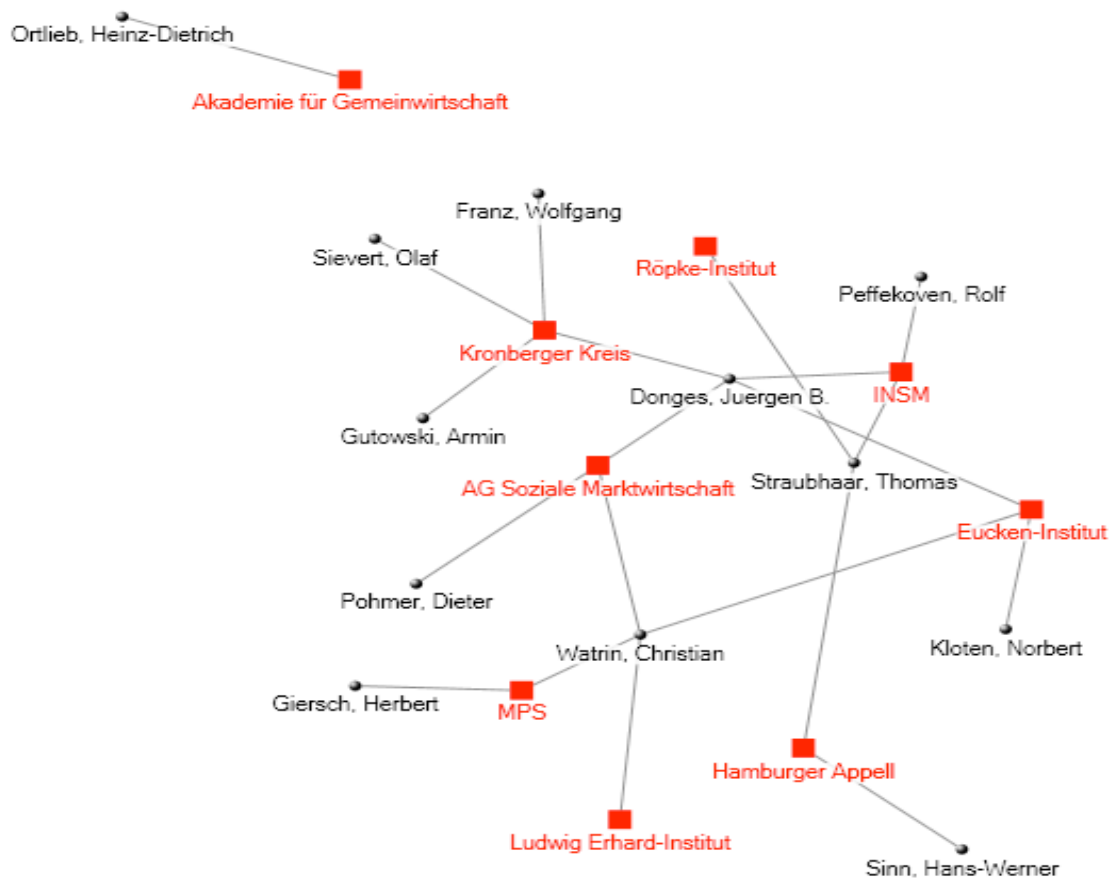 Ortlieb, Heinz-Dietrich
Akademie für Gemeinwirtschaft
Franz, Wolfgang
Sievert, Olaf
Röpke-Institut
Peffekoven, Rolf
Kronberger Kreis
Donges, Juergen B.
INSM
Gutowski, Armin
AG Soziale Marktwirtschaft
Straubhaar, Thomas
Eucken-Institut
Pohmer, Dieter
Watrin, Christian
Kloten, Norbert
Giersch, Herbert
MPS
Hamburger Appell
Ludwig Erhard-Institut
Sinn, Hans-Werner